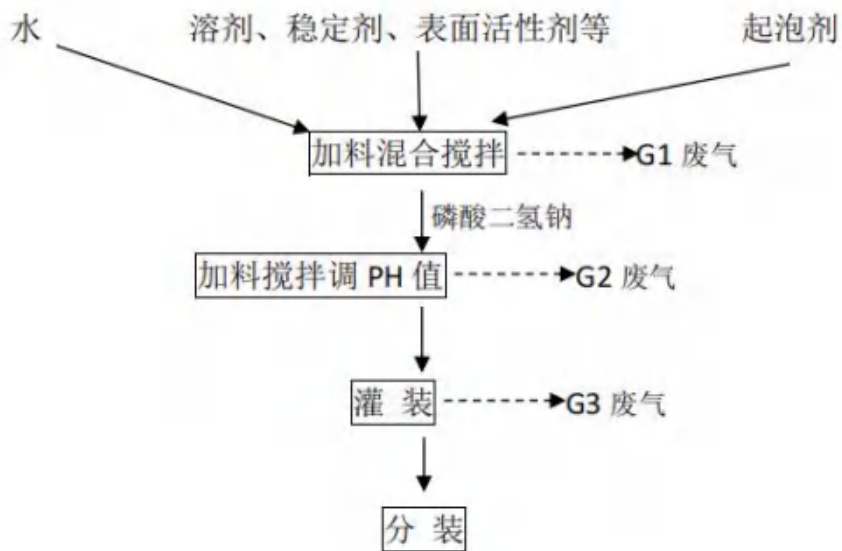 水 溶剂、稳定剂、表面活性剂等 起泡剂
加料混合搅拌 G1 废气
磷酸二氢钠
加料搅拌调 PH 值 G2 废气
灌 装 G3 废气
分 装